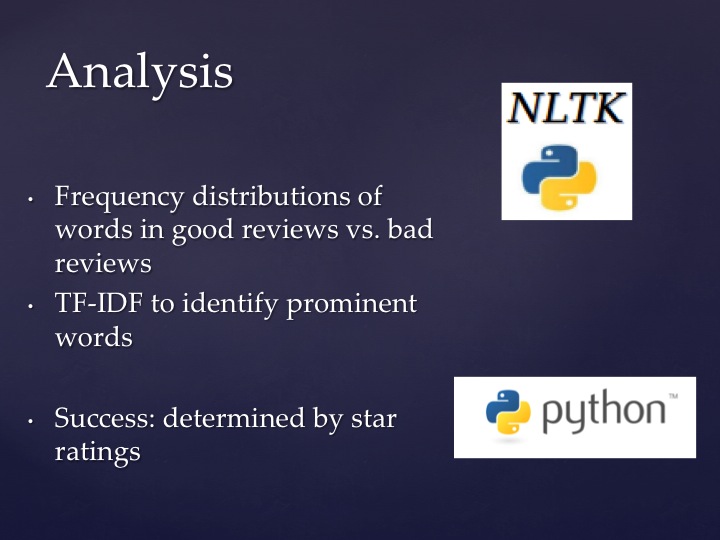 Analysis
NLTK
• Frequency distributions of
words in good reviews vs. bad
reviews
• TF-IDF to identify prominent
words
• Success: determined by star
ratings
python™